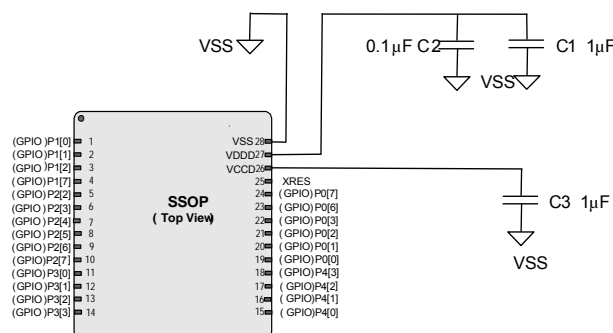 VSS
0.1µF C2
C1 1µF
VSS
(GPIO )P1[0] 1
(GPIO)P1[1] 2
(GPIO)P1[2] 3
(GPIO)P1[7] 4
(GPIO)P2[2] 5
(GPIO)P2[3] 6
(GPIO)P2[4] 7
(GPIO)P2[5] 8
(GPIO)P2[6] 9
(GPIO)P2[7] 10
(GPIO)P3[0] 11
(GPIO)P3[1] 12
(GPIO)P3[2] 13
(GPIO)P3[3] 14
SSOP
( Top View)
VSS 28
VDDD 27
VCCD 26
25 XRES
24 (GPIO) P0[7]
23 (GPIO) P0[6]
22 (GPIO) P0[3]
21 (GPIO) P0[2]
20 (GPIO) P0[1]
19 (GPIO) P0[0]
18 (GPIO) P4[3]
17 ( GPIO)P4[2]
16 ( GPIO)P4[1]
15 ( GPIO)P4[0]
C3 1µF
VSS